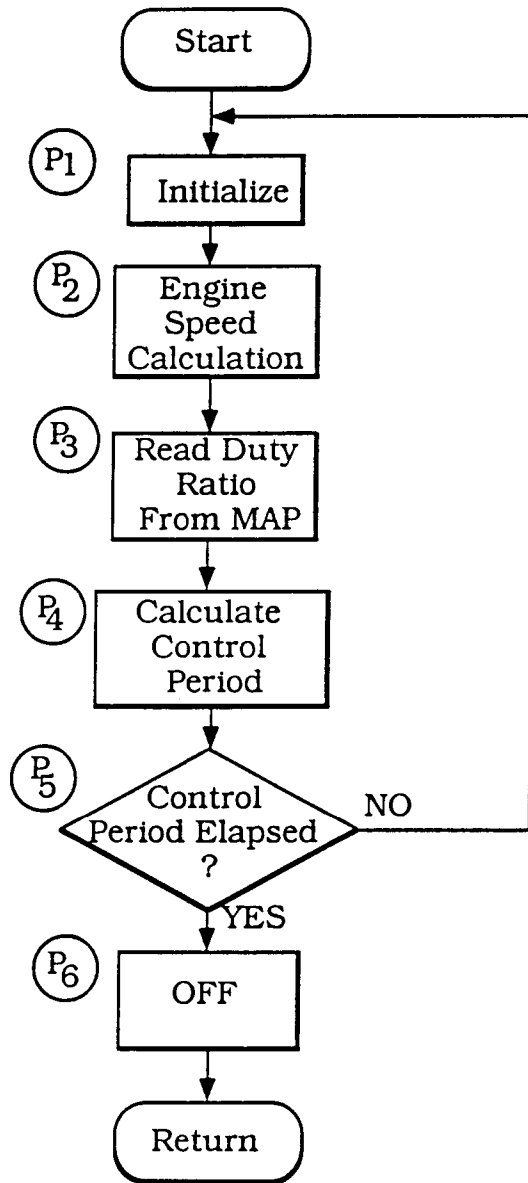 Start
P1
Initialize
P2
Engine
Speed
Calculation
P3
Read Duty
Ratio
From MAP
P4
Calculate
Control
Period
P5
Control
Period Elapsed
?
NO
YES
P6
OFF
Return